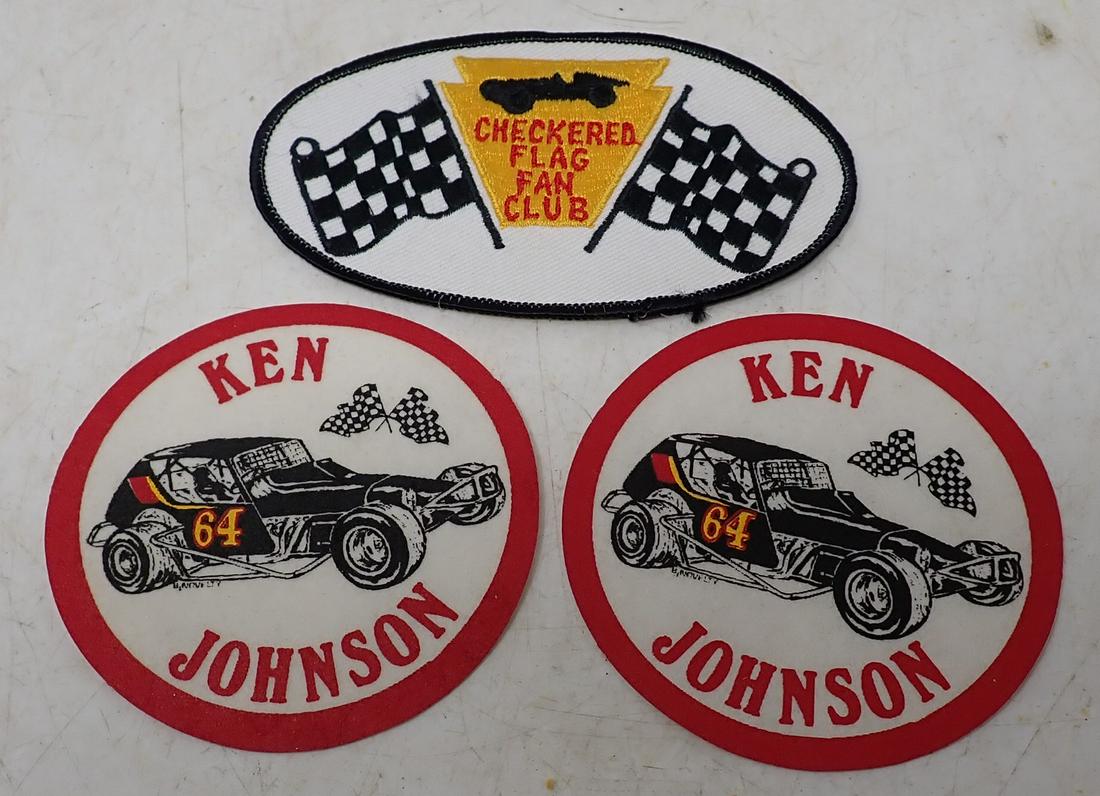 CHECKERED
FLAG
FAN
CLUB
KEN
64
JOHNSON
KEN
64
JOHNSON